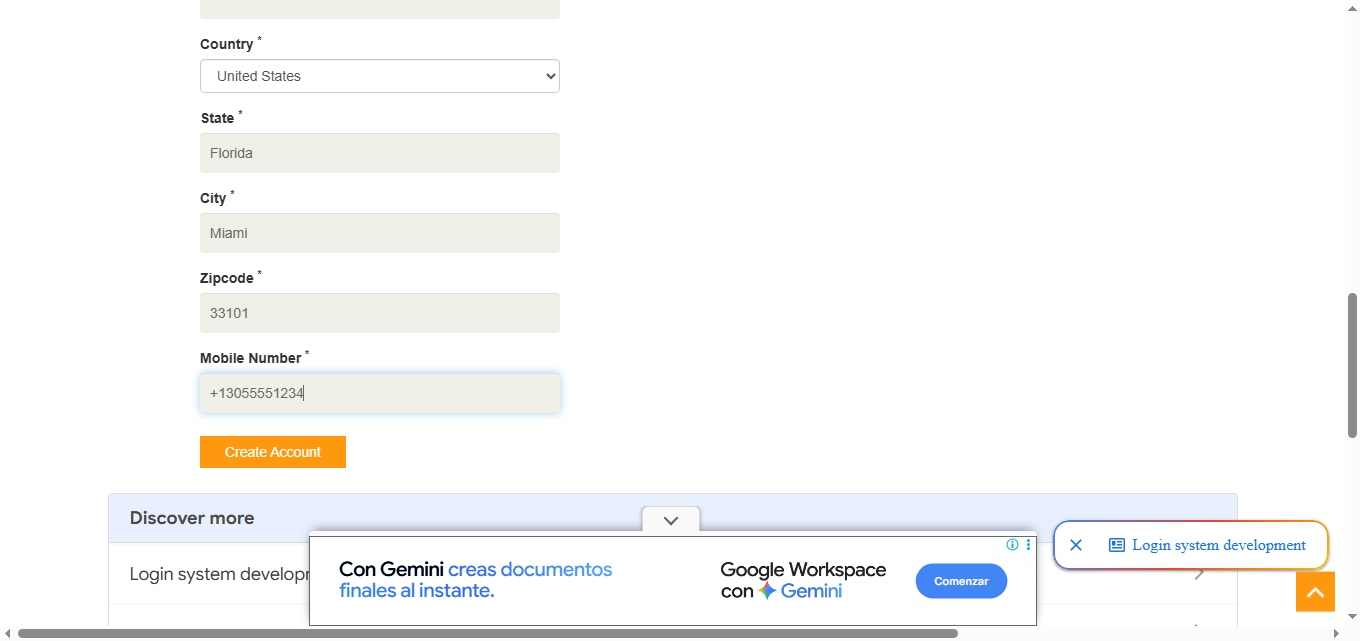 Country *
United States
State *
Florida
City *
Miami
Zipcode *
33101
Mobile Number *
+13055551234
Create Account
Discover more
Login system develop
Con Gemini creas documentos
finales al instante.
Google Workspace
con Gemini
Comenzar
Login system development